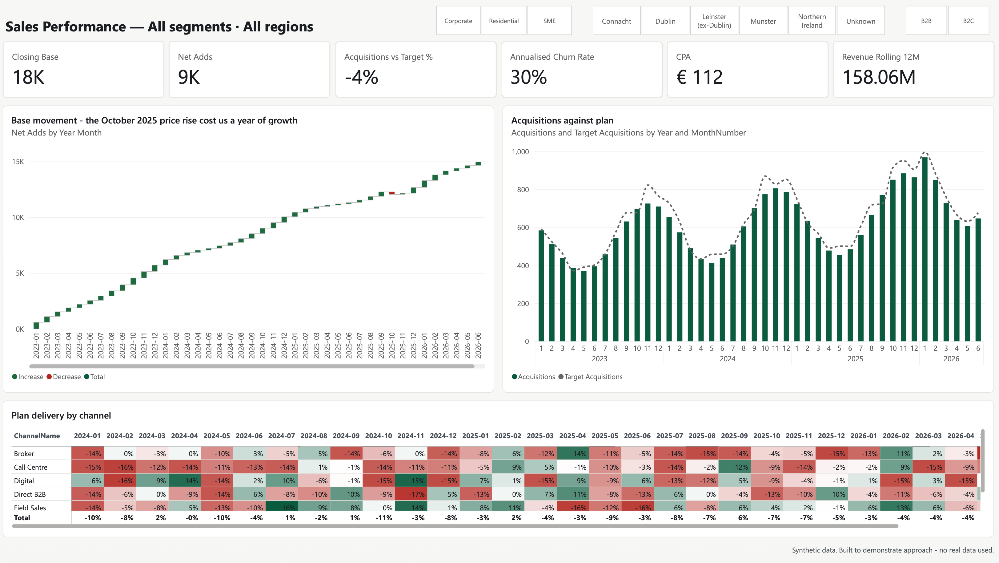 Sales Performance — All segments · All regions
Corporate
Residential
SME
Connacht
Dublin
Leinster
(ex-Dublin)
Munster
Northern
Ireland
Unknown
B2B
B2C
Closing Base
18K
Net Adds
9K
Acquisitions vs Target %
-4%
Annualised Churn Rate
30%
CPA
€ 112
Revenue Rolling 12M
158.06M
Base movement - the October 2025 price rise cost us a year of growth
Net Adds by Year Month
15K
10K
5K
0K
2023-01 2023-02 2023-03 2023-04 2023-05 2023-06 2023-07 2023-08 2023-09 2023-10 2023-11 2023-12 2024-01 2024-02 2024-03 2024-04 2024-05 2024-06 2024-07 2024-08 2024-09 2024-10 2024-11 2024-12 2025-01 2025-02 2025-03 2025-04 2025-05 2025-06 2025-07 2025-08 2025-09 2025-10 2025-11 2025-12 2026-01 2026-02 2026-03 2026-04 2026-05 2026-06
Increase Decrease Total
Acquisitions against plan
Acquisitions and Target Acquisitions by Year and MonthNumber
1,000
800
600
400
200
0
1 2 3 4 5 6 7 8 9 10 11 12 1 2 3 4 5 6 7 8 9 10 11 12 1 2 3 4 5 6 7 8 9 10 11 12 1 2 3 4 5 6
2023 2024 2025 2026
Acquisitions Target Acquisitions
Plan delivery by channel
ChannelName 2024-01 2024-02 2024-03 2024-04 2024-05 2024-06 2024-07 2024-08 2024-09 2024-10 2024-11 2024-12 2025-01 2025-02 2025-03 2025-04 2025-05 2025-06 2025-07 2025-08 2025-09 2025-10 2025-11 2025-12 2026-01 2026-02 2026-03 2026-04
Broker -14% 0% -3% 0% -10% 3% -5% 5% -14% -6% 0% -14% -8% 6% -12% 14% -11% -5% -14% -15% -14% -4% -5% -15% -13% 11% 2% -3%
Call Centre -15% -16% -12% -14% -11% -13% -14% 1% -1% -14% -11% -11% -5% 9% 5% -1% -10% -3% -14% -2% 12% -9% -14% -2% -2% 9% -15% -9%
Digital 6% -16% 9% 14% -14% 2% 10% -6% -1% -15% 15% -15% 7% 1% -15% 9% -9% 6% -13% -12% 5% -9% -4% -1% 1% -15% 3% -15%
Direct B2B -14% -6% 0% -9% -14% 6% -8% -10% 10% -9% -17% 5% -13% 0% 7% 11% -8% -13% 6% 0% -4% -13% -10% 10% -4% -11% -6% -4%
Field Sales -14% -5% -8% 5% -13% -10% 16% 9% 8% 0% 14% 1% 8% 11% -4% -16% -12% -16% 6% -8% 6% 4% 2% -1% 6% 13% 6% -6%
Total -10% -8% 2% -0% -10% -4% 1% -2% 1% -11% -3% -8% -3% 2% -4% -3% -9% -3% -8% -7% 6% -7% -7% -5% -3% -4% -4% -4%
Synthetic data. Built to demonstrate approach - no real data used.